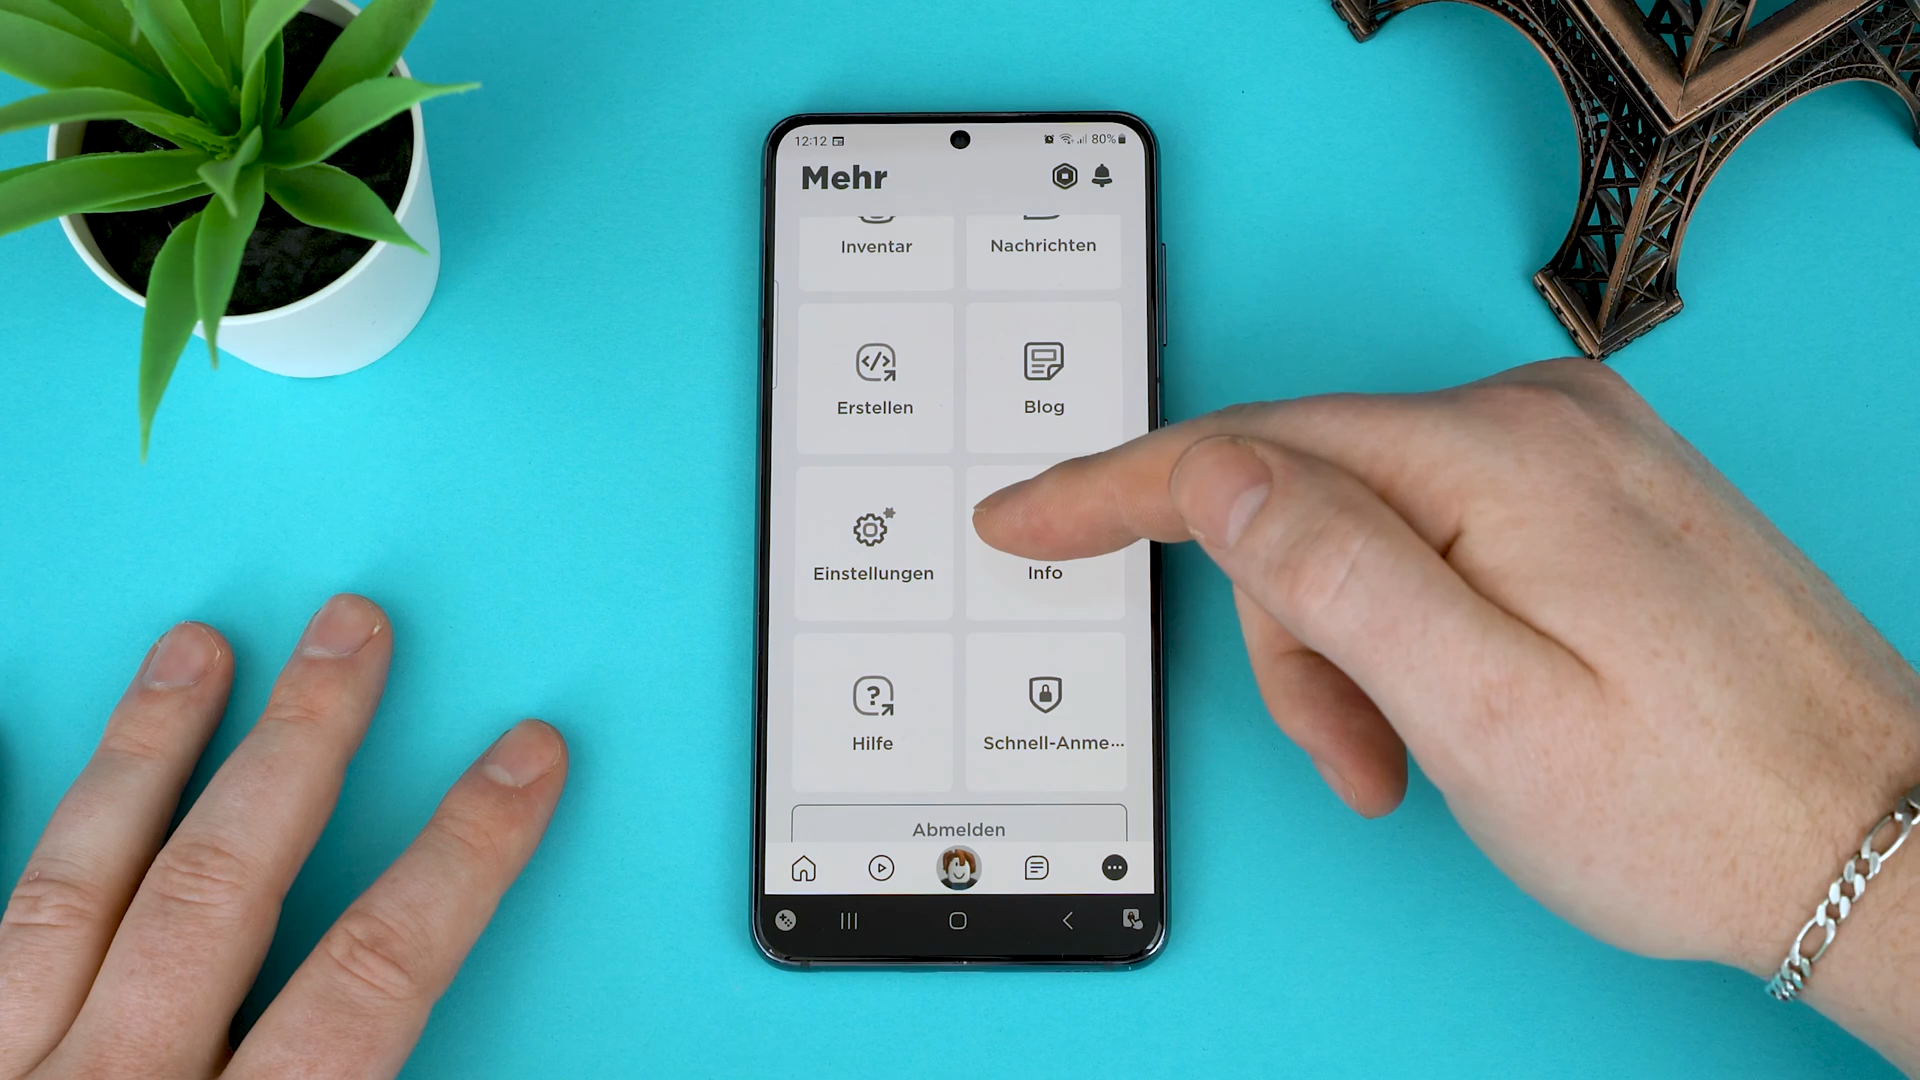 12:12
80%
Mehr
Inventar
Nachrichten
Erstellen
Blog
Einstellungen
Info
Hilfe
Schnell-Anme...
Abmelden